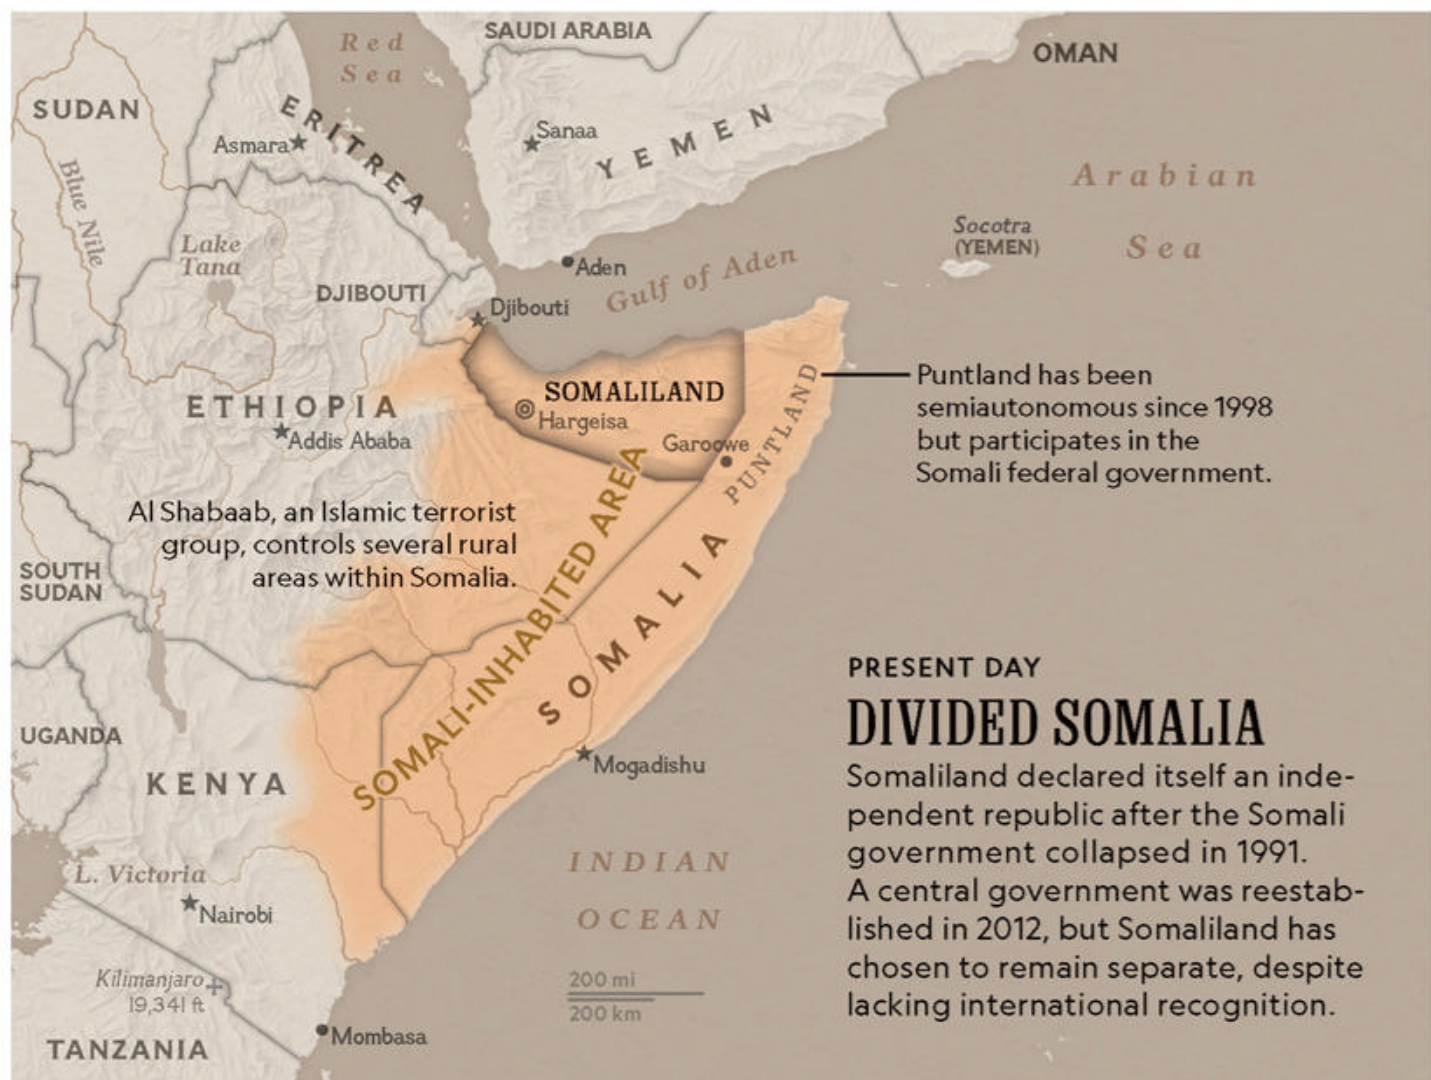 SAUDI ARABIA
OMAN
Red
Sea
SUDAN
ERITREA
Asmara
Sanaa
YEMEN
Blue Nile
Arabian
Sea
Socotra
(YEMEN)
Lake
Tana
Aden
Gulf of Aden
DJIBOUTI
Djibouti
SOMALILAND
Hargeisa
ETHIOPIA
Addis Ababa
Garoowe
PUNTLAND
Puntland has been
semiautonomous since 1998
but participates in the
Somali federal government.
Al Shabaab, an Islamic terrorist
group, controls several rural
areas within Somalia.
SOUTH
SUDAN
SOMALI-INHABITED AREA
SOMALIA
UGANDA
KENYA
Mogadishu
PRESENT DAY
DIVIDED SOMALIA
Somaliland declared itself an inde-
pendent republic after the Somali
government collapsed in 1991.
A central government was reestab-
lished in 2012, but Somaliland has
chosen to remain separate, despite
lacking international recognition.
INDIAN
OCEAN
L. Victoria
Nairobi
Kilimanjaro
19,341 ft
200 mi
200 km
Mombasa
TANZANIA